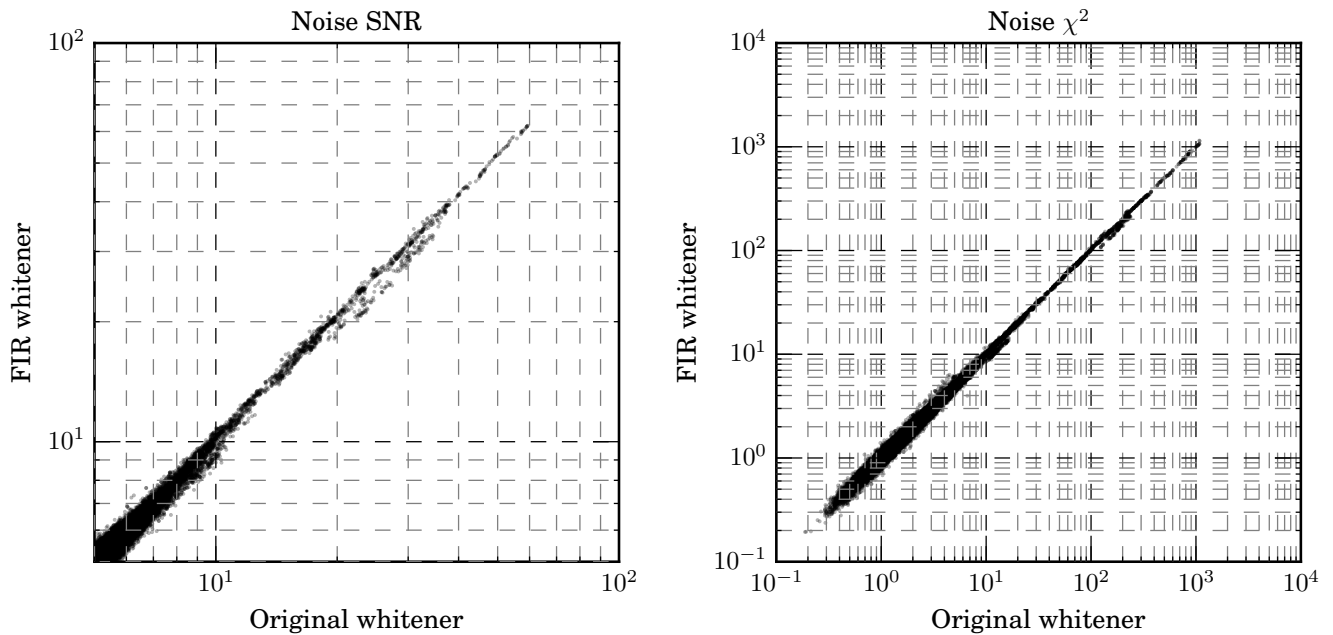 Noise SNR
10²
10¹
10¹
10²
FIR whitener
Original whitener
Noise χ²
10⁴
10³
10²
10¹
10⁰
10⁻¹
10⁻¹
10⁰
10¹
10²
10³
10⁴
FIR whitener
Original whitener